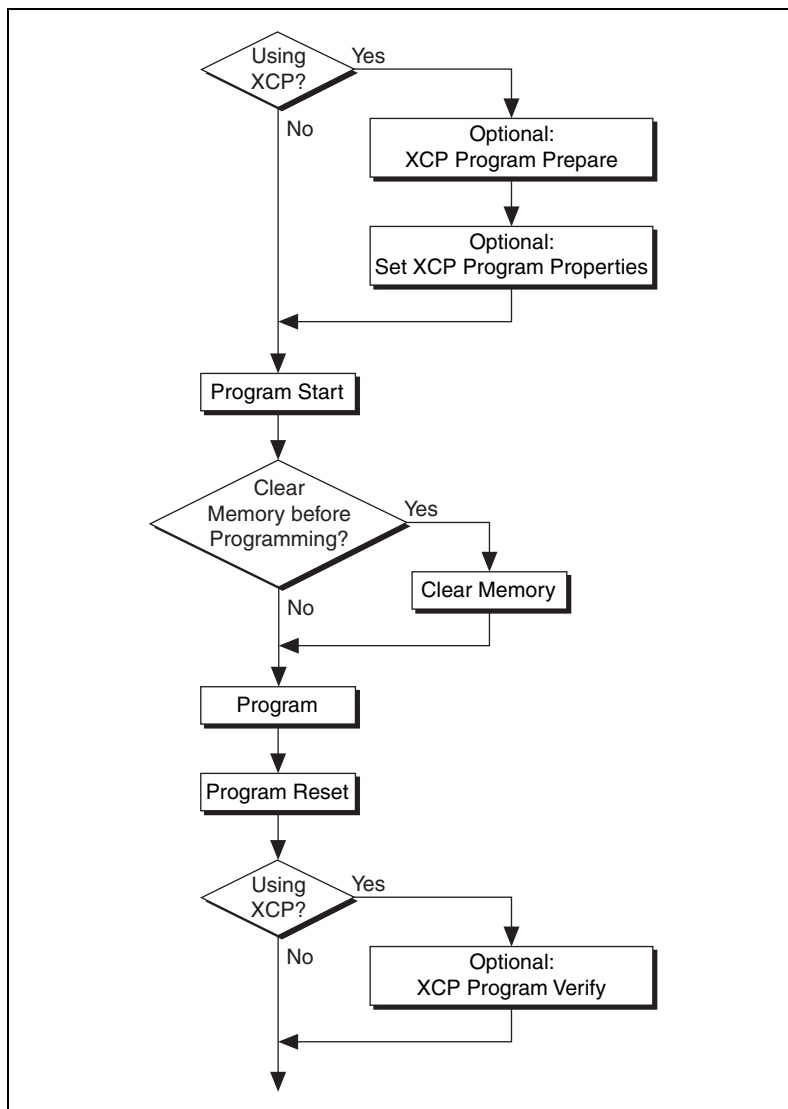 Using
XCP?
Yes
No
Optional:
XCP Program Prepare
Optional:
Set XCP Program Properties
Program Start
Clear
Memory before
Programming?
Yes
No
Clear Memory
Program
Program Reset
Using
XCP?
Yes
No
Optional:
XCP Program Verify